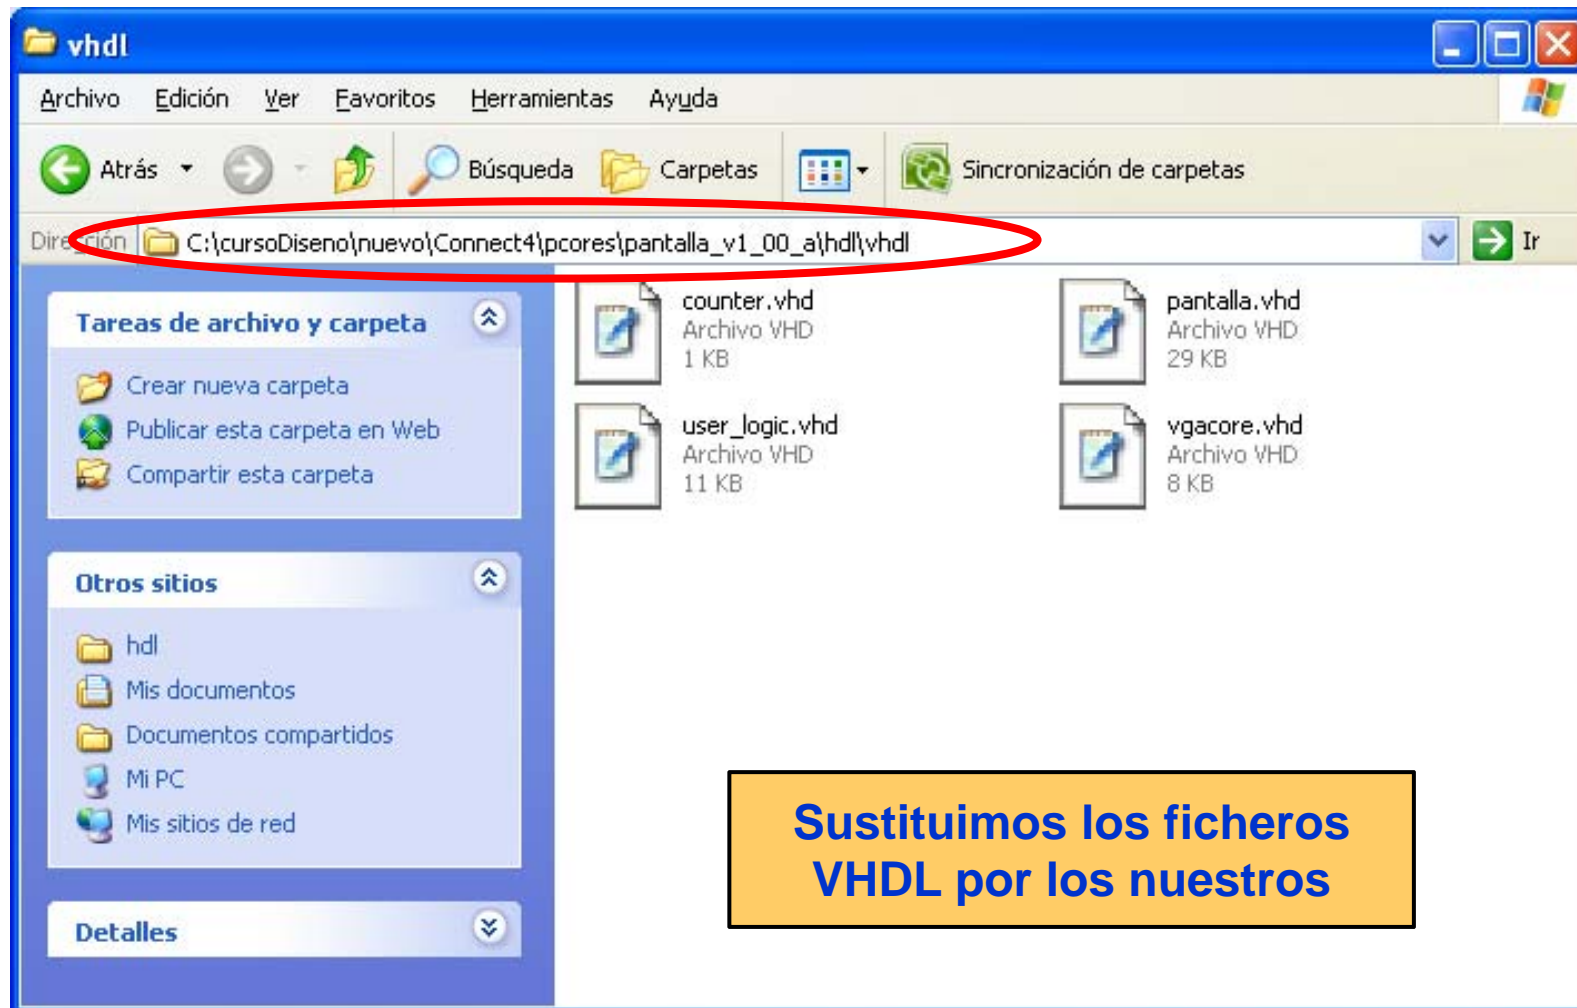 vhdl
Archivo Edición Ver Favoritos Herramientas Ayuda
Atrás Búsqueda Carpetas Sincronización de carpetas
Dirección C:\cursoDiseno\nuevo\Connect4\pcores\pantalla_v1_00_a\hdl\vhdl Ir
Tareas de archivo y carpeta
Crear nueva carpeta
Publicar esta carpeta en Web
Compartir esta carpeta
Otros sitios
hdl
Mis documentos
Documentos compartidos
Mi PC
Mis sitios de red
Detalles
counter.vhd
Archivo VHD
1 KB
pantalla.vhd
Archivo VHD
29 KB
user_logic.vhd
Archivo VHD
11 KB
vgacore.vhd
Archivo VHD
8 KB
Sustituimos los ficheros
VHDL por los nuestros